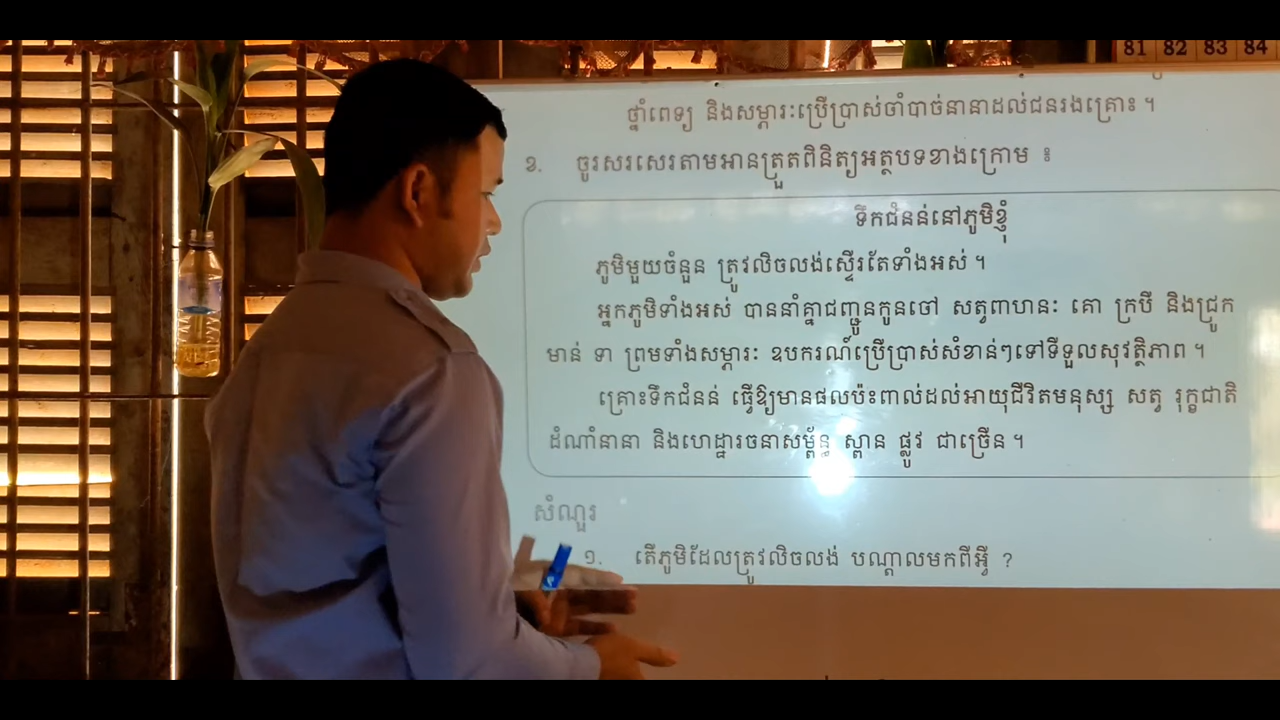 81 82 83 84
ថ្នាំពេទ្យ និងសម្ភារៈប្រើប្រាស់ចាំបាច់នានាដល់ជនរងគ្រោះ ។
ខ. ចូរសរសេរតាមអានត្រួតពិនិត្យអត្ថបទខាងក្រោម ៖
ទឹកជំនន់នៅភូមិខ្ញុំ
ភូមិមួយចំនួន ត្រូវលិចលង់ស្ទើរតែទាំងអស់ ។
អ្នកភូមិទាំងអស់ បាននាំគ្នាជញ្ជូនកូនចៅ សត្វពាហនៈ គោ ក្របី និងជ្រូក
មាន់ ទា ព្រមទាំងសម្ភារៈ ឧបករណ៍ប្រើប្រាស់សំខាន់ៗទៅទីទួលសុវត្ថិភាព ។
គ្រោះទឹកជំនន់ ធ្វើឱ្យមានផលប៉ះពាល់ដល់អាយុជីវិតមនុស្ស សត្វ រុក្ខជាតិ
ដំណាំនានា និងហេដ្ឋារចនាសម្ព័ន្ធ ស្ពាន ផ្លូវ ជាច្រើន ។
សំណួរ
១. តើភូមិដែលត្រូវលិចលង់ បណ្តាលមកពីអ្វី ?